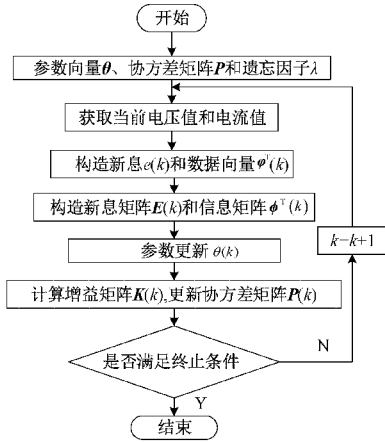 开始
参数向量θ、协方差矩阵P和遗忘因子λ
获取当前电压值和电流值
构造新息e(k)和数据向量φᵀ(k)
构造新息矩阵E(k)和信息矩阵ϕᵀ(k)
参数更新θ(k)
k=k+1
计算增益矩阵K(k),更新协方差矩阵P(k)
是否满足终止条件
N
Y
结束